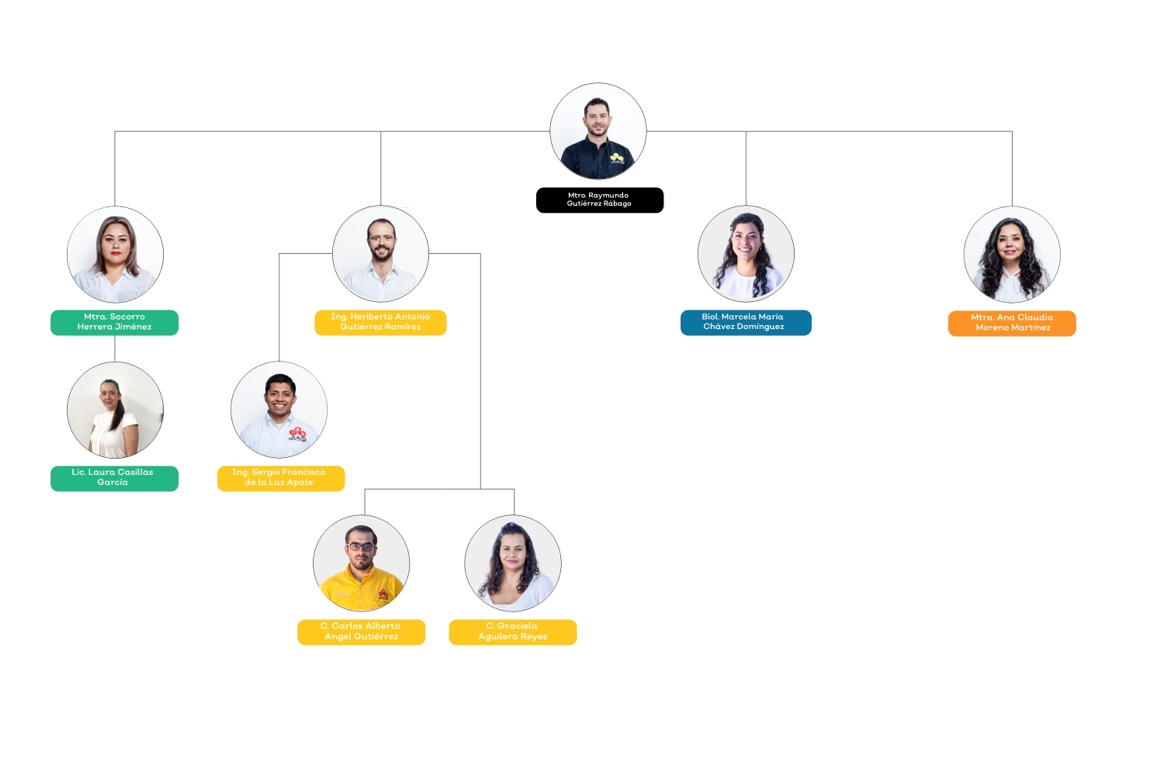 Mtro. Raymundo
Gutiérrez Rábago
Mtra. Socorro
Herrera Jiménez
Ing. Heriberto Antonio
Gutiérrez Ramírez
Biol. Marcela María
Chávez Domínguez
Mtra. Ana Claudia
Moreno Martínez
Lic. Laura Casillas
García
Ing. Sergio Francisco
de la Luz Apale
C. Carlos Alberto
Angel Gutiérrez
C. Graciela
Aguilera Reyes